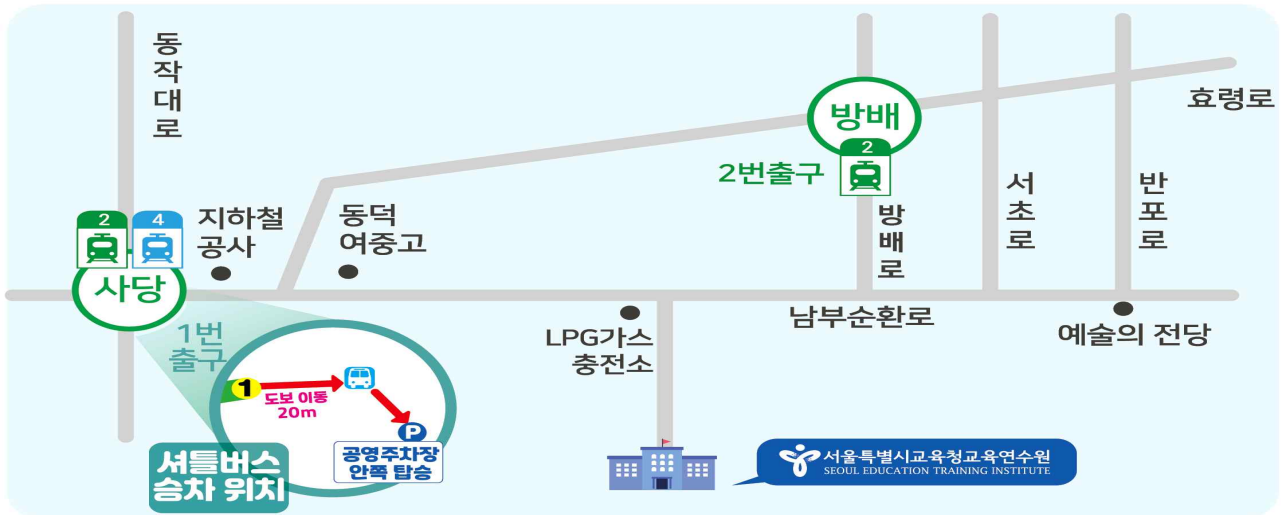 동작대로
2
4
사당
지하철
공사
동덕
여중고
방배
2
2번출구
방배로
서초로
반포로
효령로
남부순환로
LPG가스
충전소
예술의 전당
1번
출구
1
도보 이동
20m
P
공영주차장
안쪽 탑승
셔틀버스
승차 위치
서울특별시교육청교육연수원
SEOUL EDUCATION TRAINING INSTITUTE